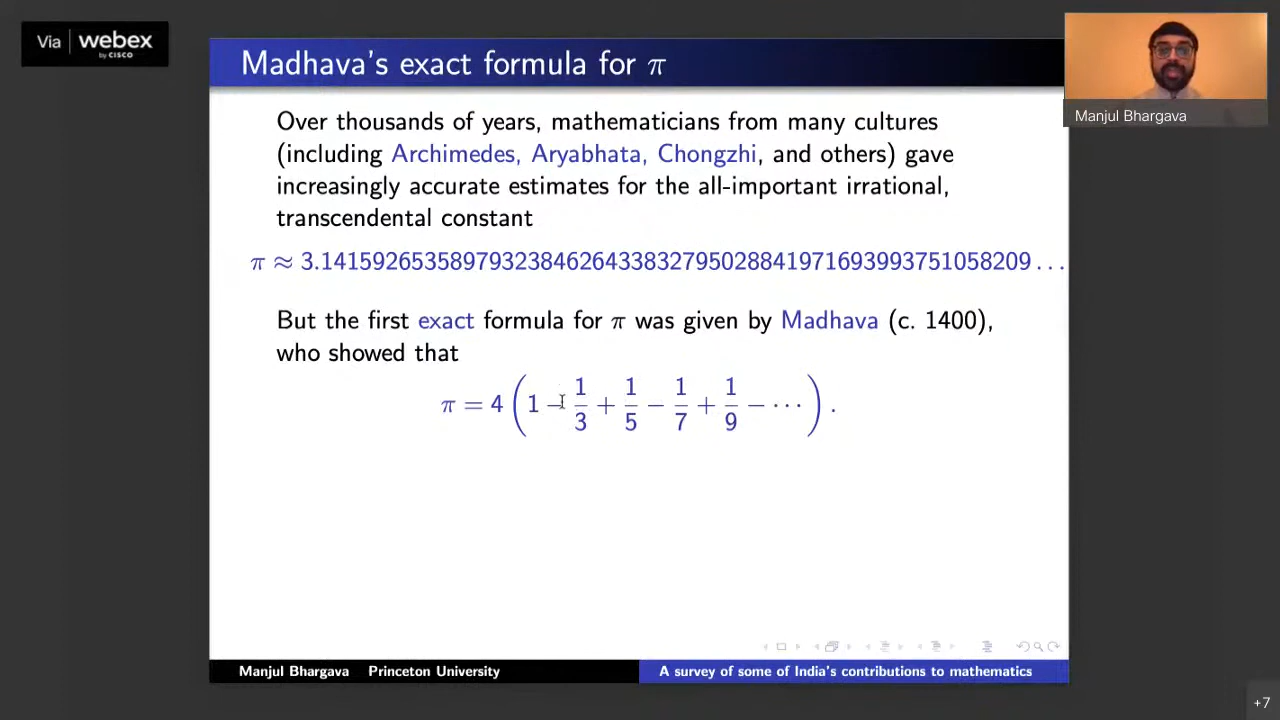 Via webex
by CISCO
Madhava's exact formula for π
Manjul Bhargava
Over thousands of years, mathematicians from many cultures
(including Archimedes, Aryabhata, Chongzhi, and others) gave
increasingly accurate estimates for the all-important irrational,
transcendental constant
π ≈ 3.1415926535897932384626433832795028841971693993751058209...
But the first exact formula for π was given by Madhava (c. 1400),
who showed that
π = 4 (1 − 1/3 + 1/5 − 1/7 + 1/9 − ⋯).
Manjul Bhargava Princeton University
A survey of some of India's contributions to mathematics
+7